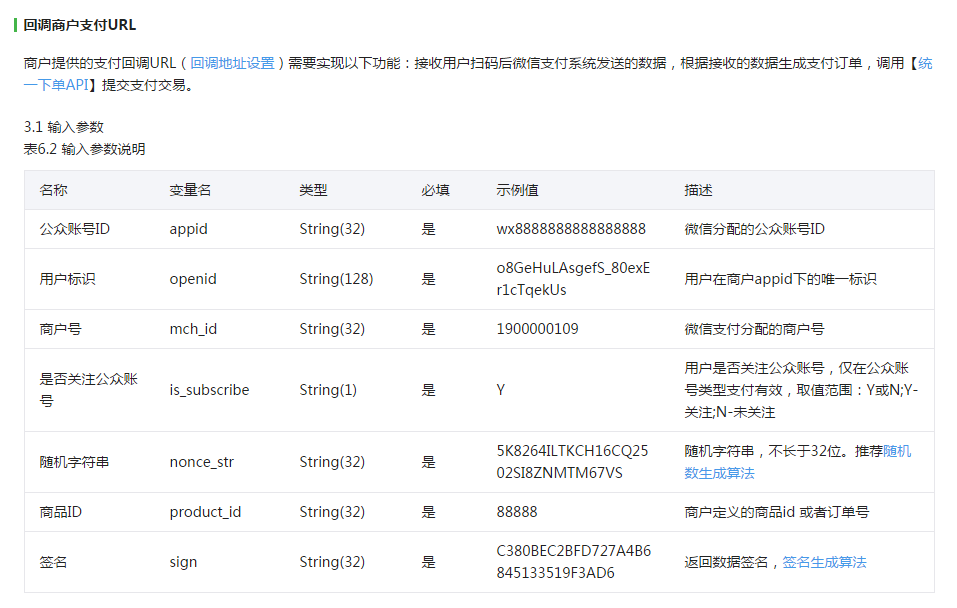 回调商户支付URL
商户提供的支付回调URL（回调地址设置）需要实现以下功能：接收用户扫码后微信支付系统发送的数据，根据接收的数据生成支付订单，调用【统
一下单API】提交支付交易。
3.1 输入参数
表6.2 输入参数说明
名称 变量名 类型 必填 示例值 描述
公众账号ID appid String(32) 是 wx8888888888888888 微信分配的公众账号ID
用户标识 openid String(128) 是 o8GeHuLAsgefS_80exE
r1cTqekUs 用户在商户appid下的唯一标识
商户号 mch_id String(32) 是 1900000109 微信支付分配的商户号
是否关注公众账
号 is_subscribe String(1) 是 Y 用户是否关注公众账号，仅在公众账
号类型支付有效，取值范围：Y或N;Y-
关注;N-未关注
随机字符串 nonce_str String(32) 是 5K8264ILTKCH16CQ25
02SI8ZNMTM67VS 随机字符串，不长于32位。推荐随机
数生成算法
商品ID product_id String(32) 是 88888 商户定义的商品id 或者订单号
签名 sign String(32) 是 C380BEC2BFD727A4B6
845133519F3AD6 返回数据签名，签名生成算法